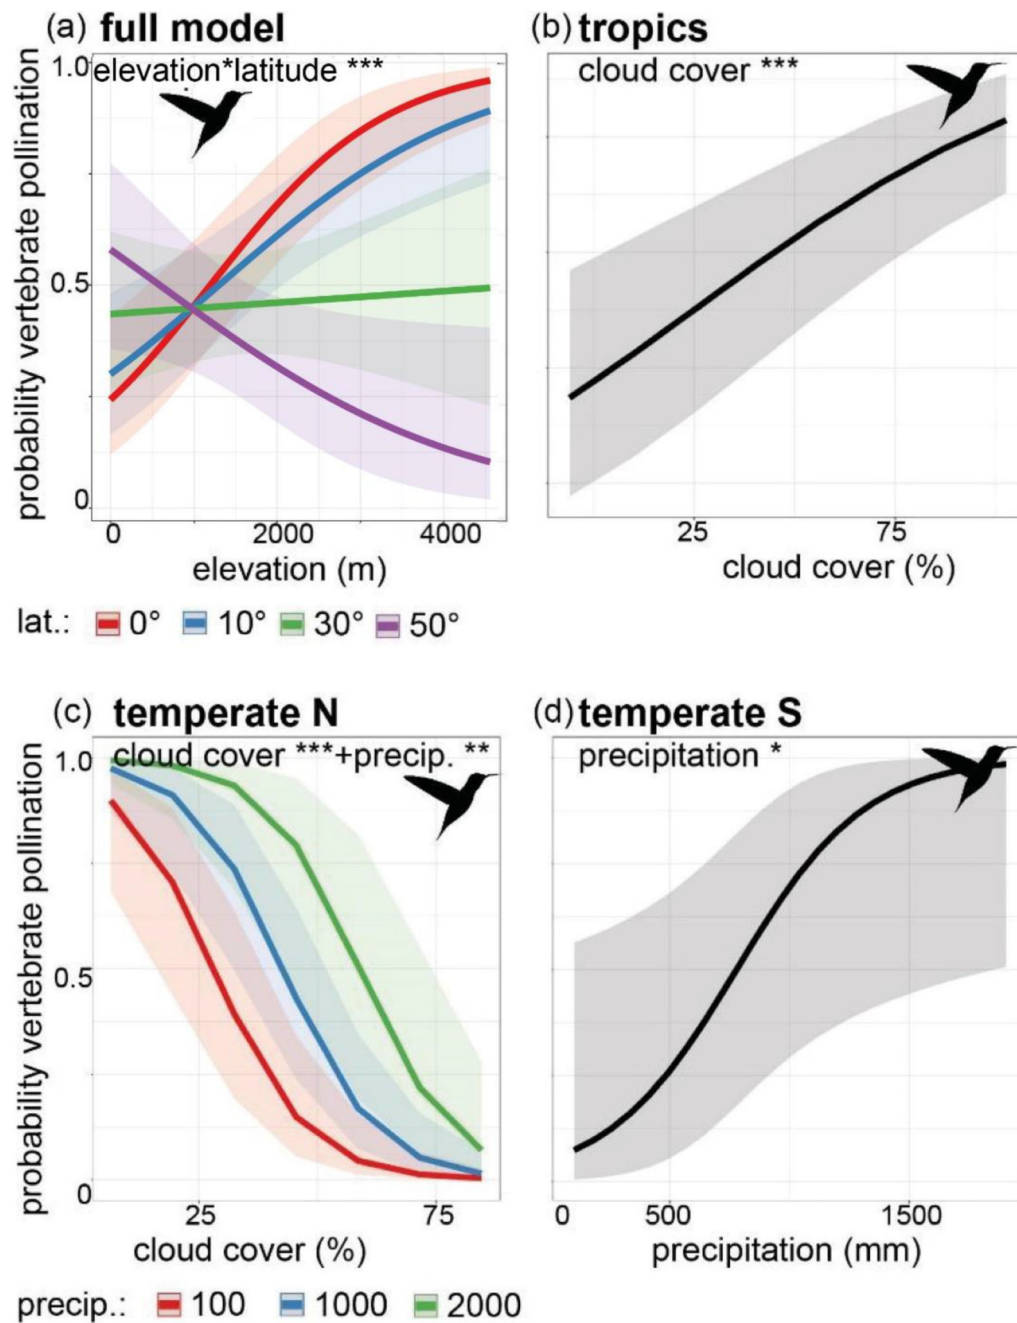 (a) full model
elevation*latitude ***
probability vertebrate pollination
1.0
0.5
0
0 2000 4000
elevation (m)
lat.: 0° 10° 30° 50°
(b) tropics
cloud cover ***
25 75
cloud cover (%)
(c) temperate N
cloud cover ***+precip. **
probability vertebrate pollination
1.0
0.5
0
25 75
cloud cover (%)
precip.: 100 1000 2000
(d) temperate S
precipitation *
0 500 1500
precipitation (mm)